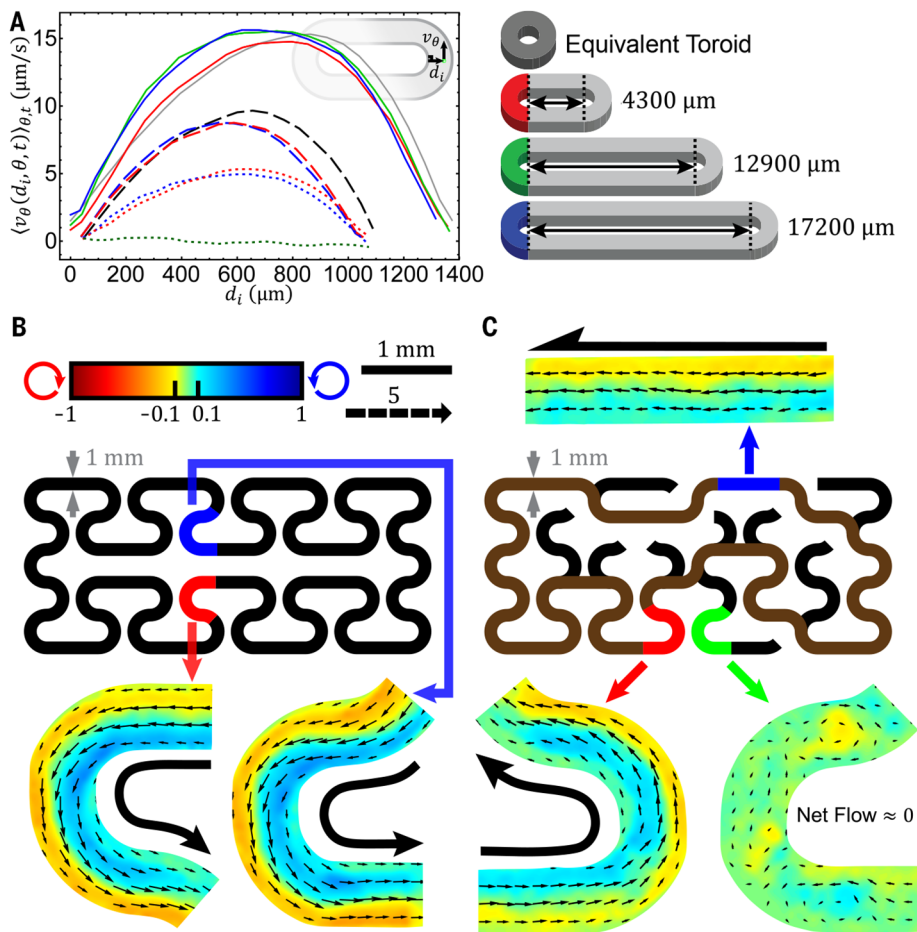 A
⟨v_θ(d_i, θ, t)⟩_θ,t (μm/s)
15
10
5
0
0
200
400
600
800
1000
1200
1400
d_i (μm)
v_θ
d_i
Equivalent Toroid
4300 μm
12900 μm
17200 μm
B
-1
-0.1
0.1
1
1 mm
5
1 mm
C
1 mm
Net Flow ≈ 0